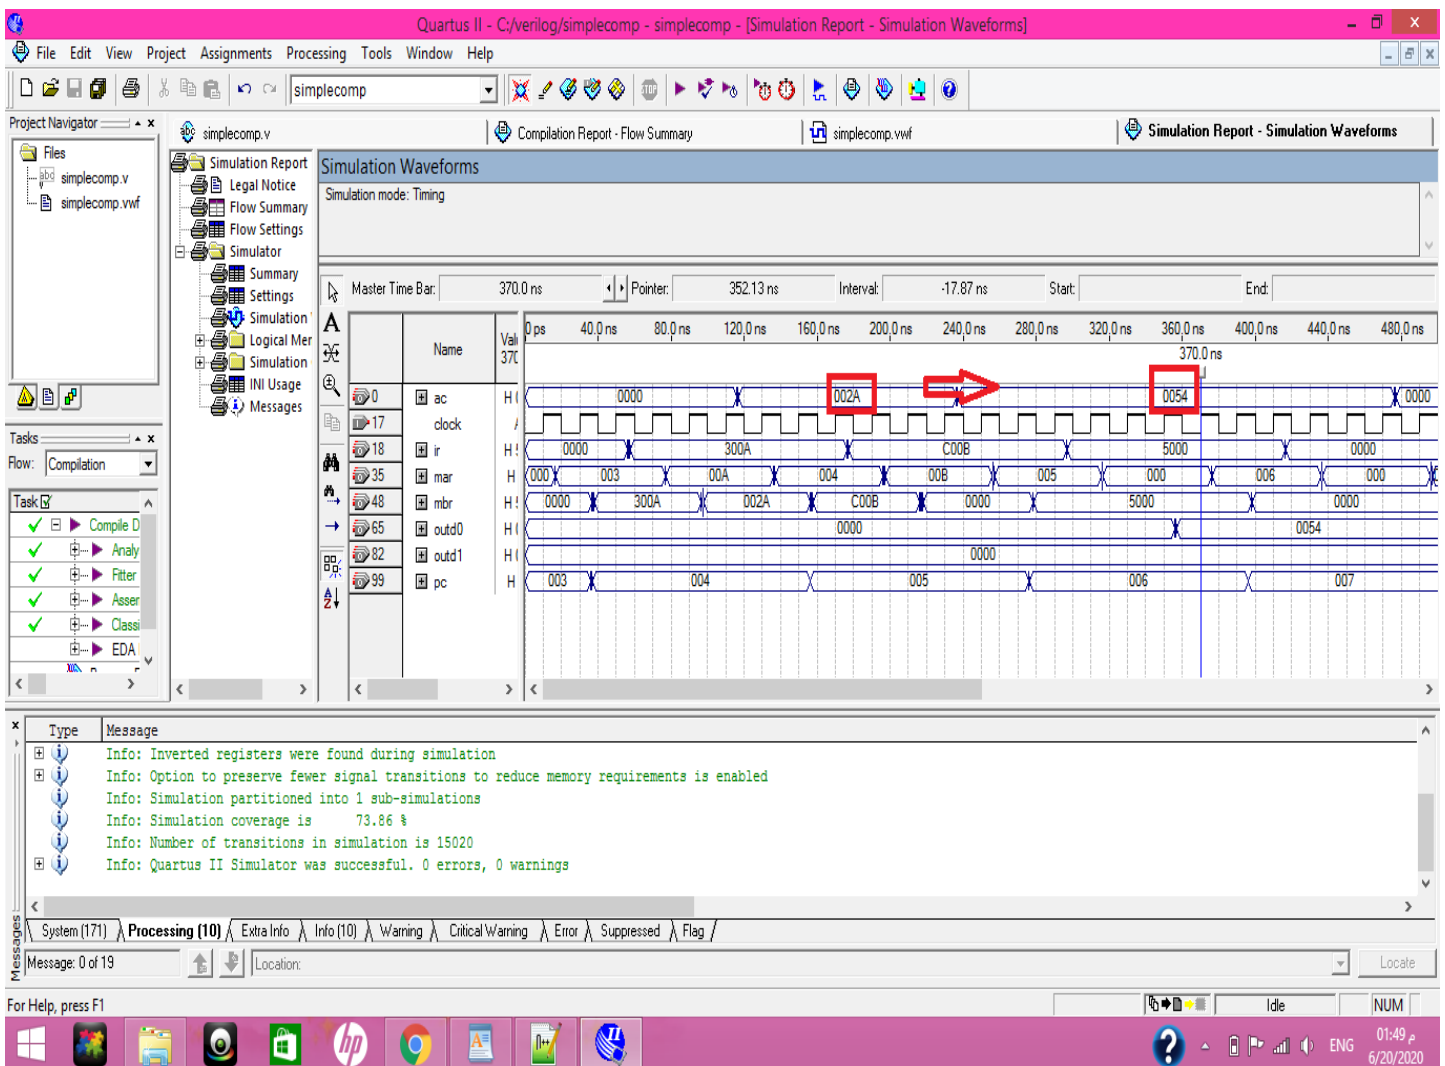 Quartus II - C:/verilog/simplecomp - simplecomp - [Simulation Report - Simulation Waveforms]
File Edit View Project Assignments Processing Tools Window Help
simplecomp
Project Navigator
Files
simplecomp.v
simplecomp.vwf
simplecomp.v
Compilation Report - Flow Summary
simplecomp.vwf
Simulation Report - Simulation Waveforms
Simulation Report
Legal Notice
Flow Summary
Flow Settings
Simulator
Summary
Settings
Simulation
Logical Mer
Simulation
INI Usage
Messages
Simulation Waveforms
Simulation mode: Timing
Master Time Bar: 370.0 ns Pointer: 352.13 ns Interval: -17.87 ns Start: End:
Name
0 ps 40.0 ns 80.0 ns 120.0 ns 160.0 ns 200.0 ns 240.0 ns 280.0 ns 320.0 ns 360.0 ns 400.0 ns 440.0 ns 480.0 ns
370.0 ns
0 ac 0000 002A 0054 0000
17 clock
18 ir 0000 300A C00B 5000 0000
35 mar 000 003 00A 004 00B 005 000 006 000
48 mbr 0000 300A 002A C00B 0000 5000 0000
65 outd0 0000 0054
82 outd1 0000
99 pc 003 004 005 006 007
Tasks
Flow: Compilation
Task
Compile D
Analy
Fitter
Asser
Classi
EDA
Type Message
Info: Inverted registers were found during simulation
Info: Option to preserve fewer signal transitions to reduce memory requirements is enabled
Info: Simulation partitioned into 1 sub-simulations
Info: Simulation coverage is 73.86 %
Info: Number of transitions in simulation is 15020
Info: Quartus II Simulator was successful. 0 errors, 0 warnings
Messages
System (171) Processing (10) Extra Info Info (10) Warning Critical Warning Error Suppressed Flag
Message: 0 of 19 Location: Locate
For Help, press F1 Idle NUM
ENG 01:49 م
6/20/2020